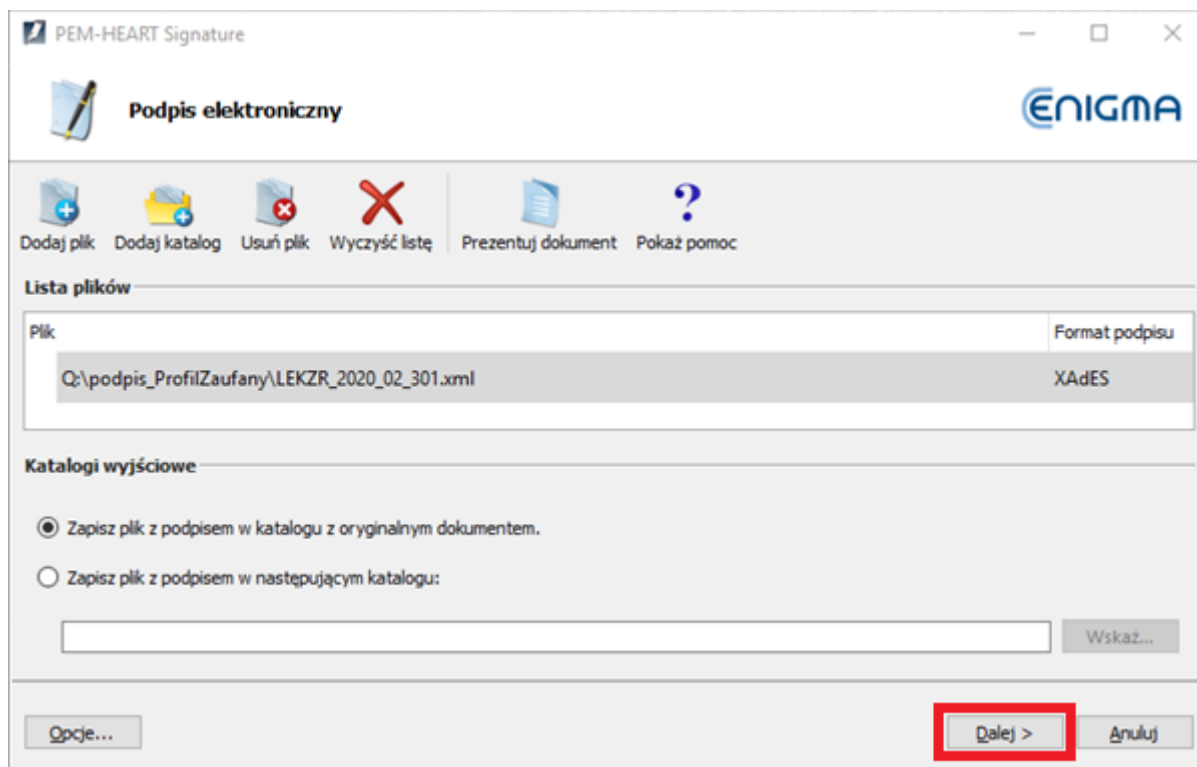 PEM-HEART Signature
Podpis elektroniczny
ENIGMA
Dodaj plik Dodaj katalog Usuń plik Wyczyść listę Prezentuj dokument Pokaż pomoc
Lista plików
Plik Format podpisu
Q:\podpis_ProfilZaufany\LEKZR_2020_02_301.xml XAdES
Katalogi wyjściowe
Zapisz plik z podpisem w katalogu z oryginalnym dokumentem.
Zapisz plik z podpisem w następującym katalogu:
Wskaż...
Opcje... Dalej > Anuluj